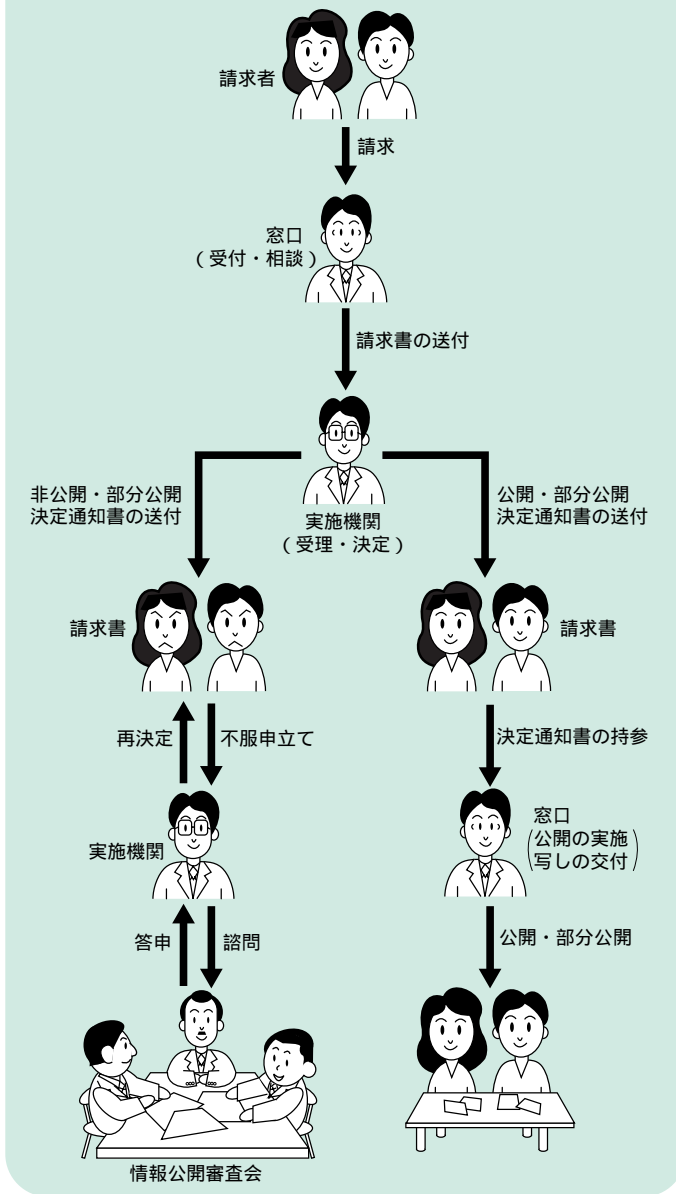 請求者
請求
窓口
（受付・相談）
請求書の送付
実施機関
（受理・決定）
非公開・部分公開
決定通知書の送付
公開・部分公開
決定通知書の送付
請求書
請求書
再決定
不服申立て
決定通知書の持参
実施機関
窓口
（公開の実施
写しの交付）
答申
諮問
公開・部分公開
情報公開審査会